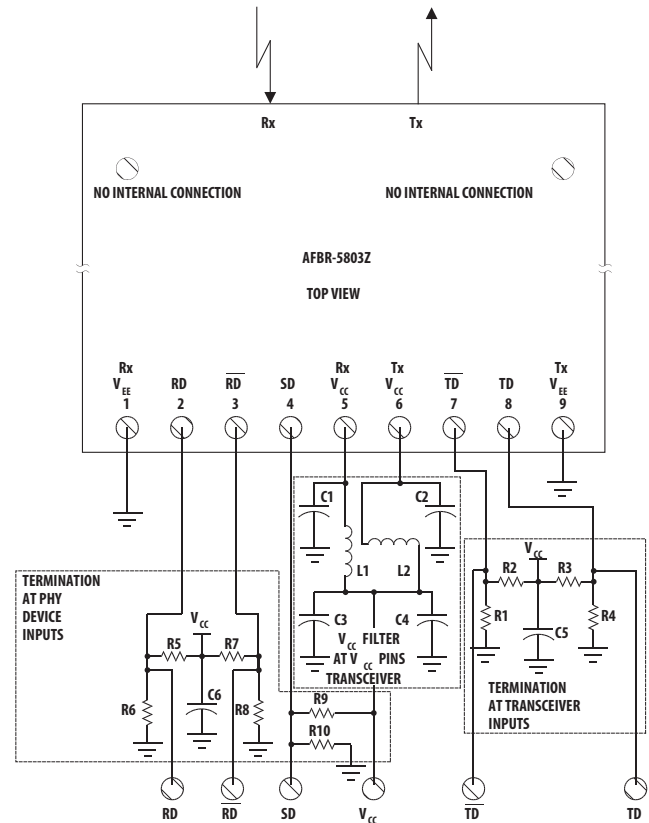 Rx Tx
NO INTERNAL CONNECTION NO INTERNAL CONNECTION
AFBR-5803Z
TOP VIEW
Rx Rx Tx Tx
VEE RD RD SD VCC VCC TD TD VEE
1 2 3 4 5 6 7 8 9
C1 C2
L1 L2
VCC
R2 R3
R1 C5 R4
TERMINATION
AT PHY
DEVICE
INPUTS
VCC
R5 R7
R6 C6 R8
C3 C4
VCC FILTER
AT VCC PINS
TRANSCEIVER
TERMINATION
AT TRANSCEIVER
INPUTS
R9
R10
RD RD SD VCC TD TD